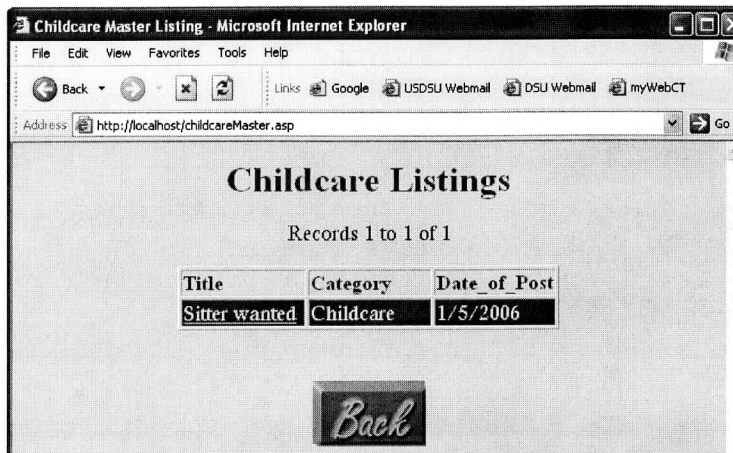 Childcare Master Listing - Microsoft Internet Explorer
File Edit View Favorites Tools Help
Back Links Google USDSU Webmail DSU Webmail myWebCT
Address http://localhost/childcareMaster.asp Go
Childcare Listings
Records 1 to 1 of 1
Title Category Date_of_Post
Sitter wanted Childcare 1/5/2006
Back